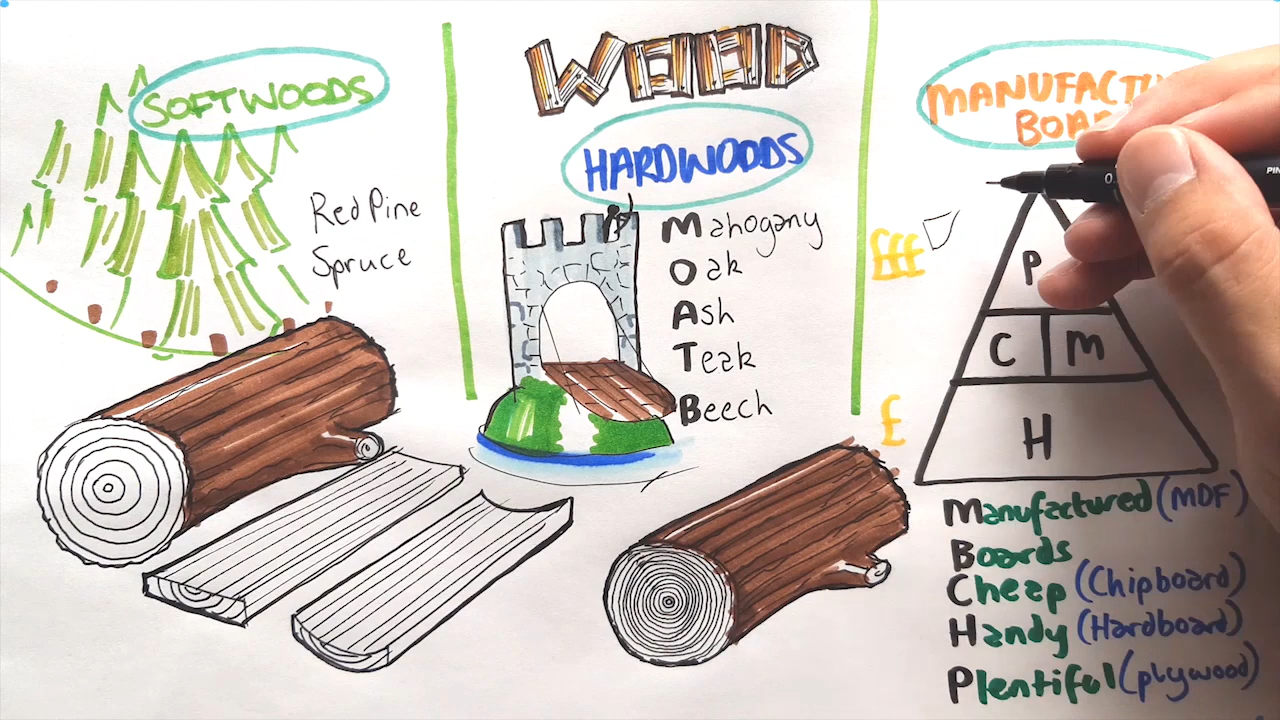 WOOD
SOFTWOODS
Red Pine
Spruce
HARDWOODS
Mahogany
Oak
Ash
Teak
Beech
£££
£
P
C M
H
Manufactured (MDF)
Boards
Cheap (Chipboard)
Handy (Hardboard)
Plentiful (plywood)